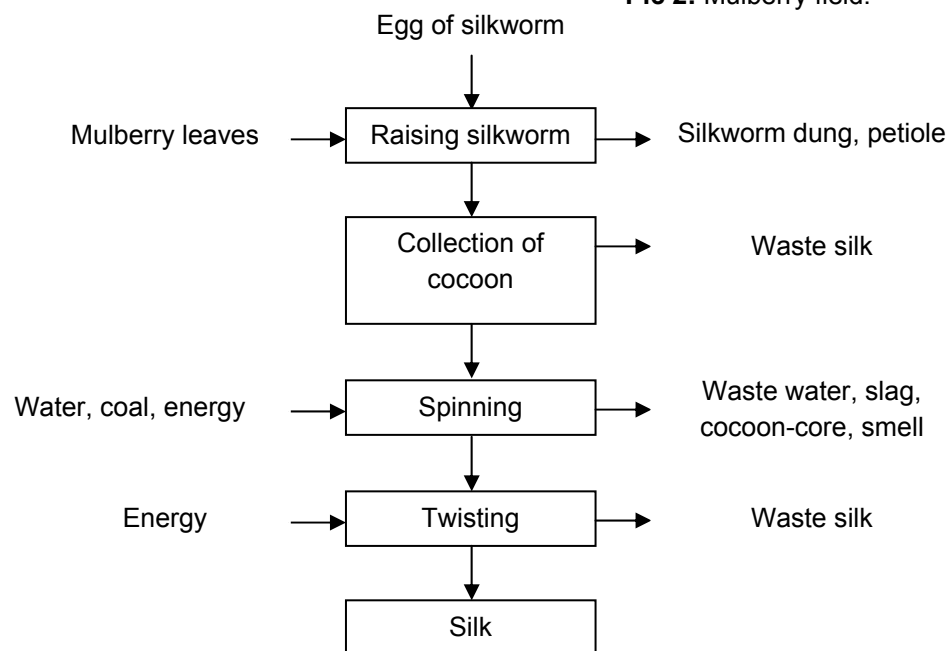 Egg of silkworm
Mulberry leaves
Raising silkworm
Silkworm dung, petiole
Collection of
cocoon
Waste silk
Water, coal, energy
Spinning
Waste water, slag,
cocoon-core, smell
Energy
Twisting
Waste silk
Silk